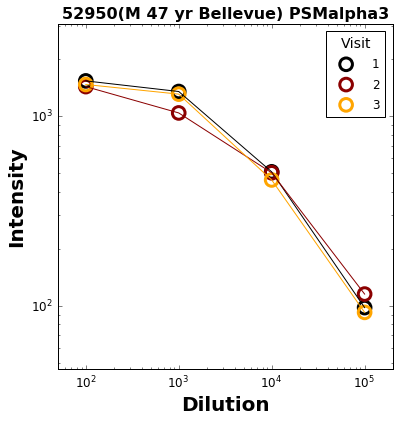 52950(M 47 yr Bellevue) PSMalpha3
Visit
1
2
3
10³
10²
Intensity
10² 10³ 10⁴ 10⁵
Dilution